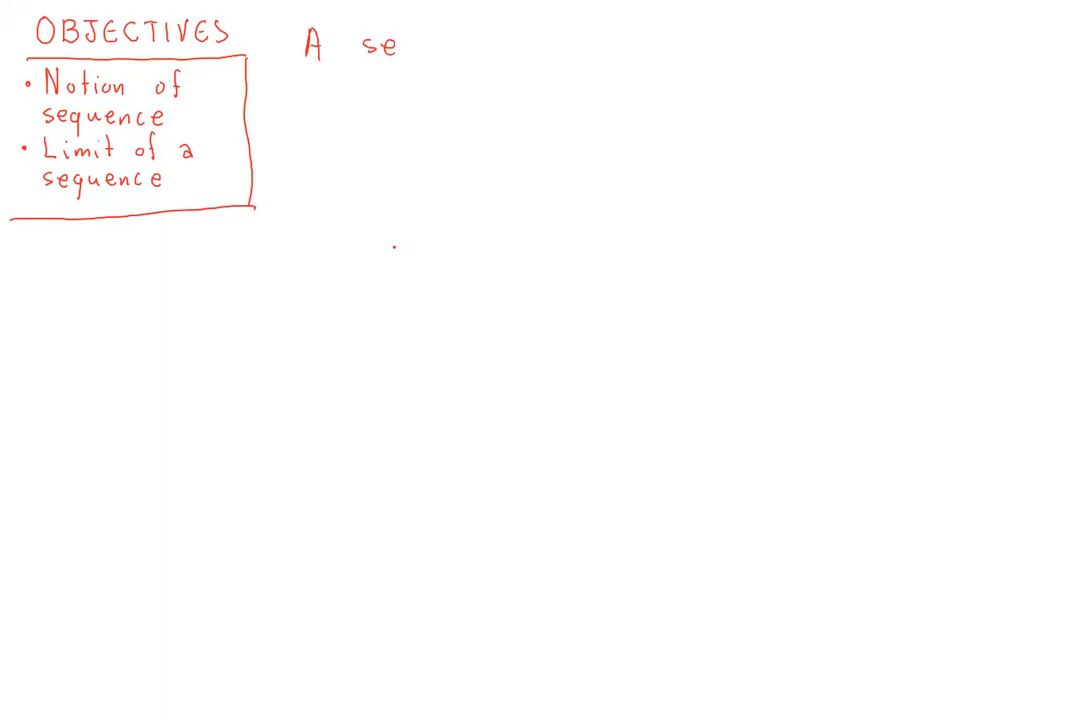 OBJECTIVES
• Notion of
sequence
• Limit of a
sequence
A se